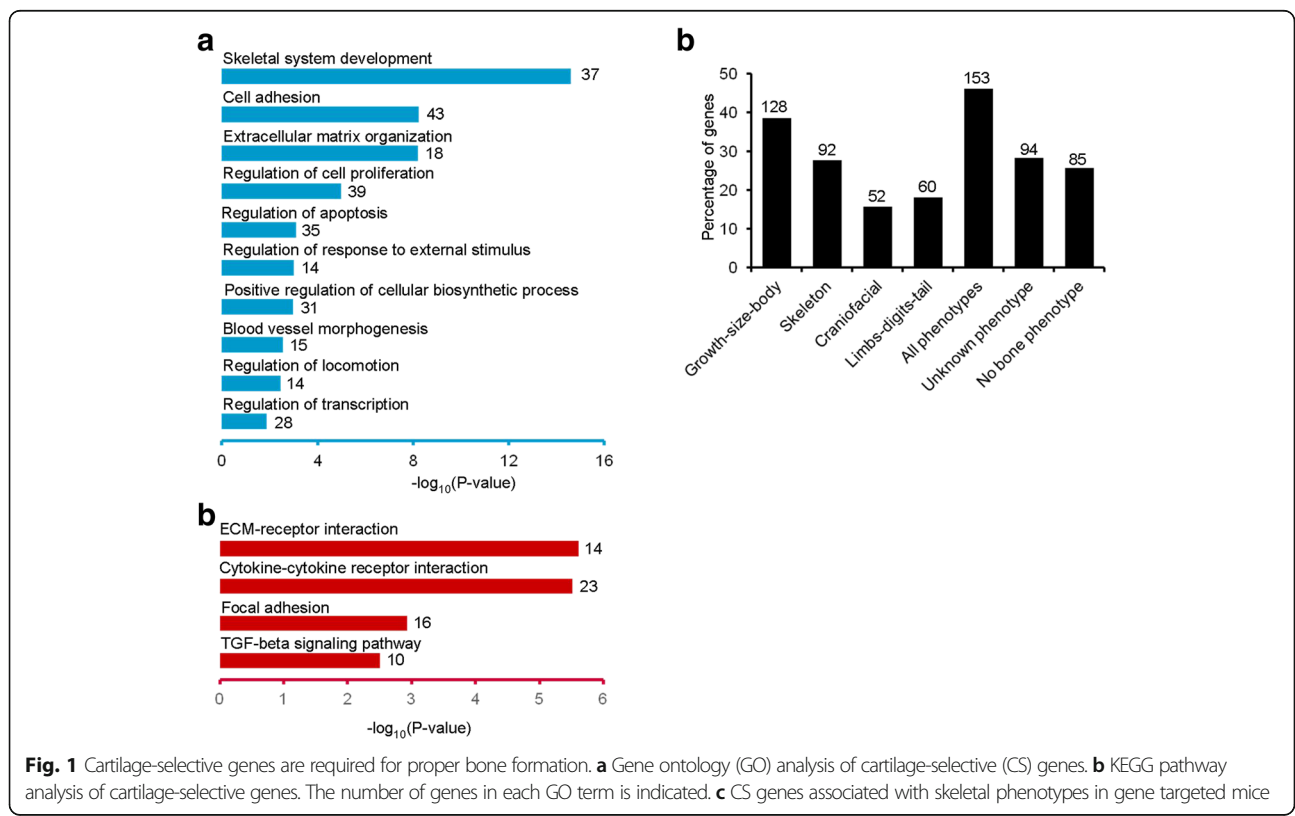 a
Skeletal system development
37
Cell adhesion
43
Extracellular matrix organization
18
Regulation of cell proliferation
39
Regulation of apoptosis
35
Regulation of response to external stimulus
14
Positive regulation of cellular biosynthetic process
31
Blood vessel morphogenesis
15
Regulation of locomotion
14
Regulation of transcription
28
0 4 8 12 16
-log10(P-value)
b
Percentage of genes
50
40
30
20
10
0
128 92 52 60 153 94 85
Growth-size-body
Skeleton
Craniofacial
Limbs-digits-tail
All phenotypes
Unknown phenotype
No bone phenotype
b
ECM-receptor interaction
14
Cytokine-cytokine receptor interaction
23
Focal adhesion
16
TGF-beta signaling pathway
10
0 1 2 3 4 5 6
-log10(P-value)
Fig. 1 Cartilage-selective genes are required for proper bone formation. a Gene ontology (GO) analysis of cartilage-selective (CS) genes. b KEGG pathway
analysis of cartilage-selective genes. The number of genes in each GO term is indicated. c CS genes associated with skeletal phenotypes in gene targeted mice